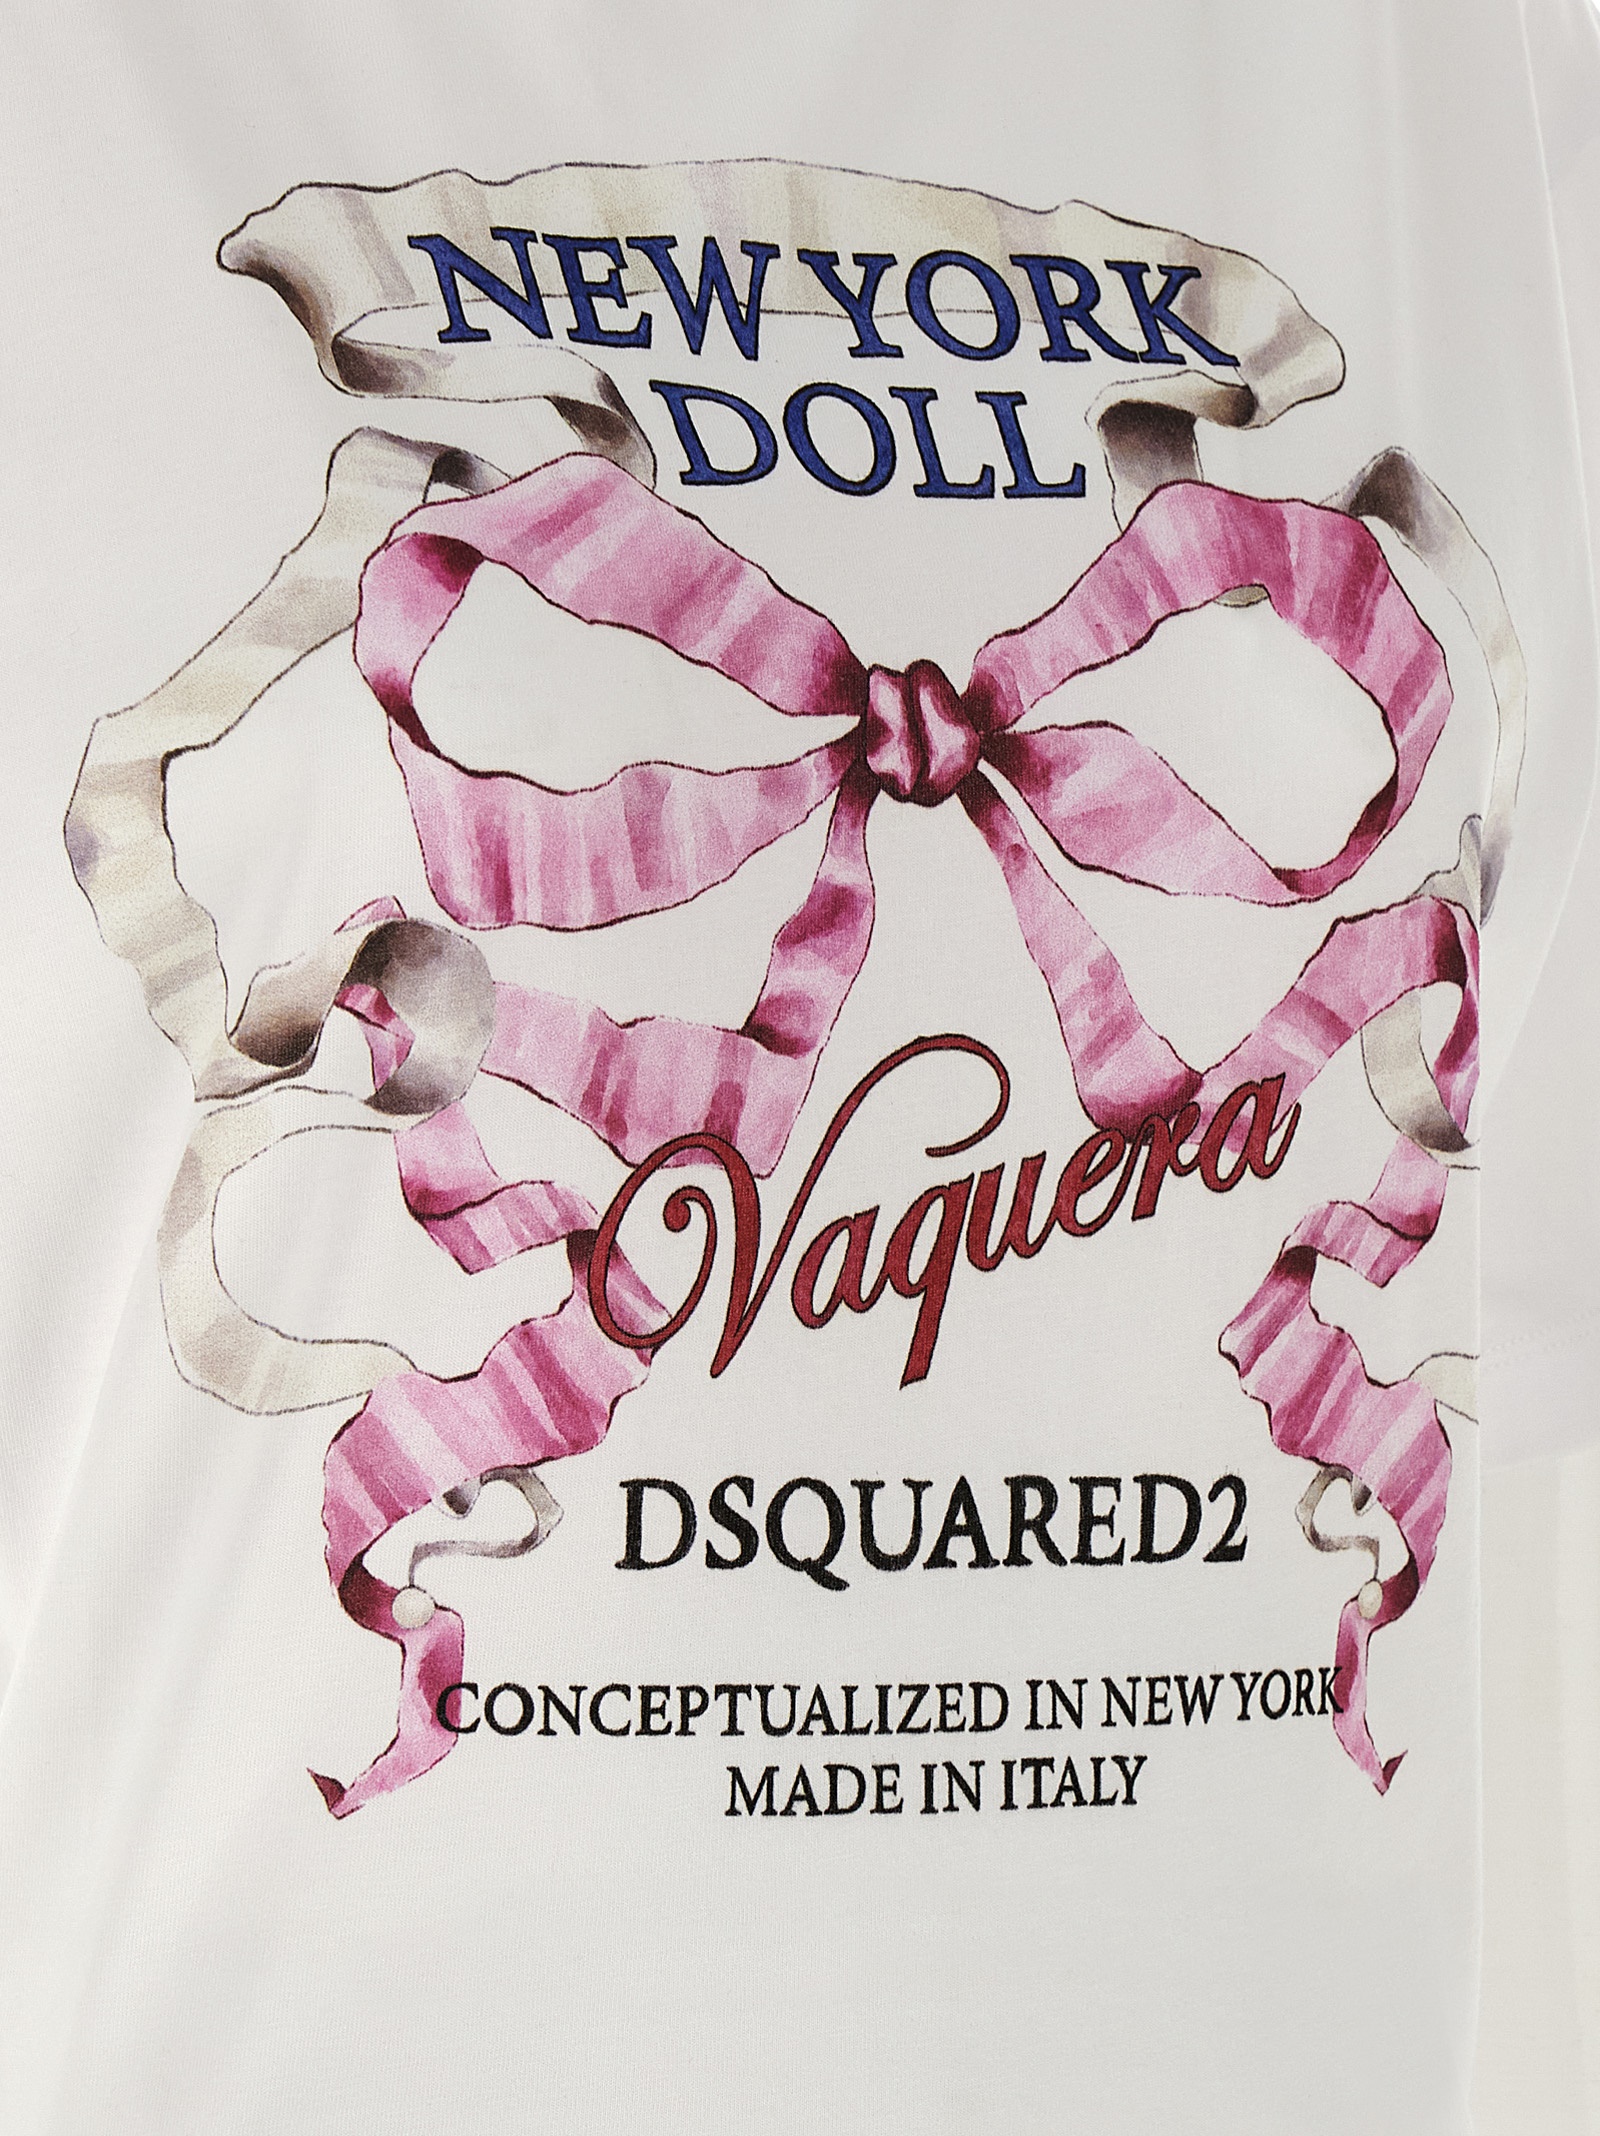 NEW YORK
DOLL
Vaquera
DSQUARED2
CONCEPTUALIZED IN NEW YORK
MADE IN ITALY